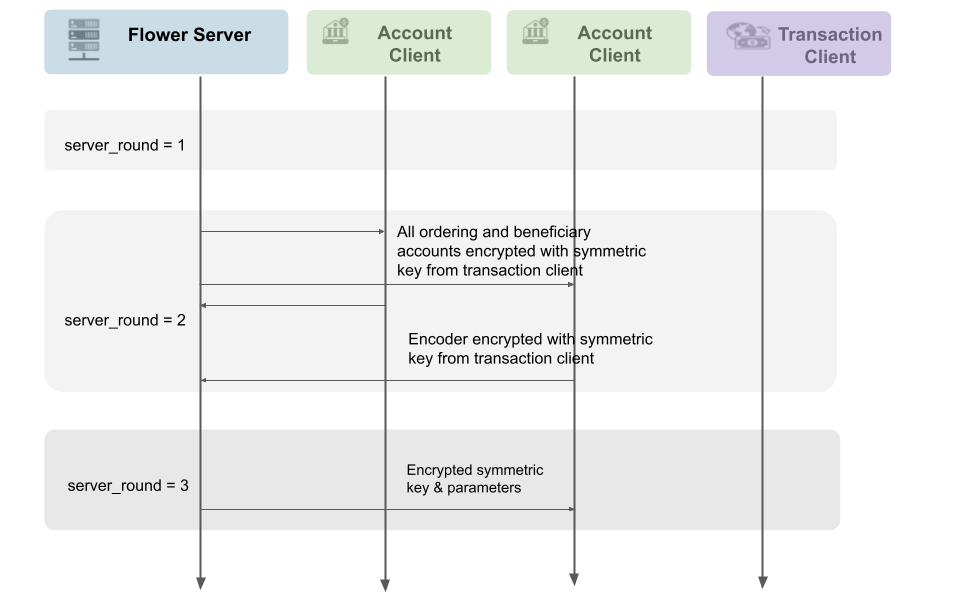 Flower Server
Account
Client
Account
Client
Transaction
Client
server_round = 1
All ordering and beneficiary
accounts encrypted with symmetric
key from transaction client
server_round = 2
Encoder encrypted with symmetric
key from transaction client
Encrypted symmetric
key & parameters
server_round = 3